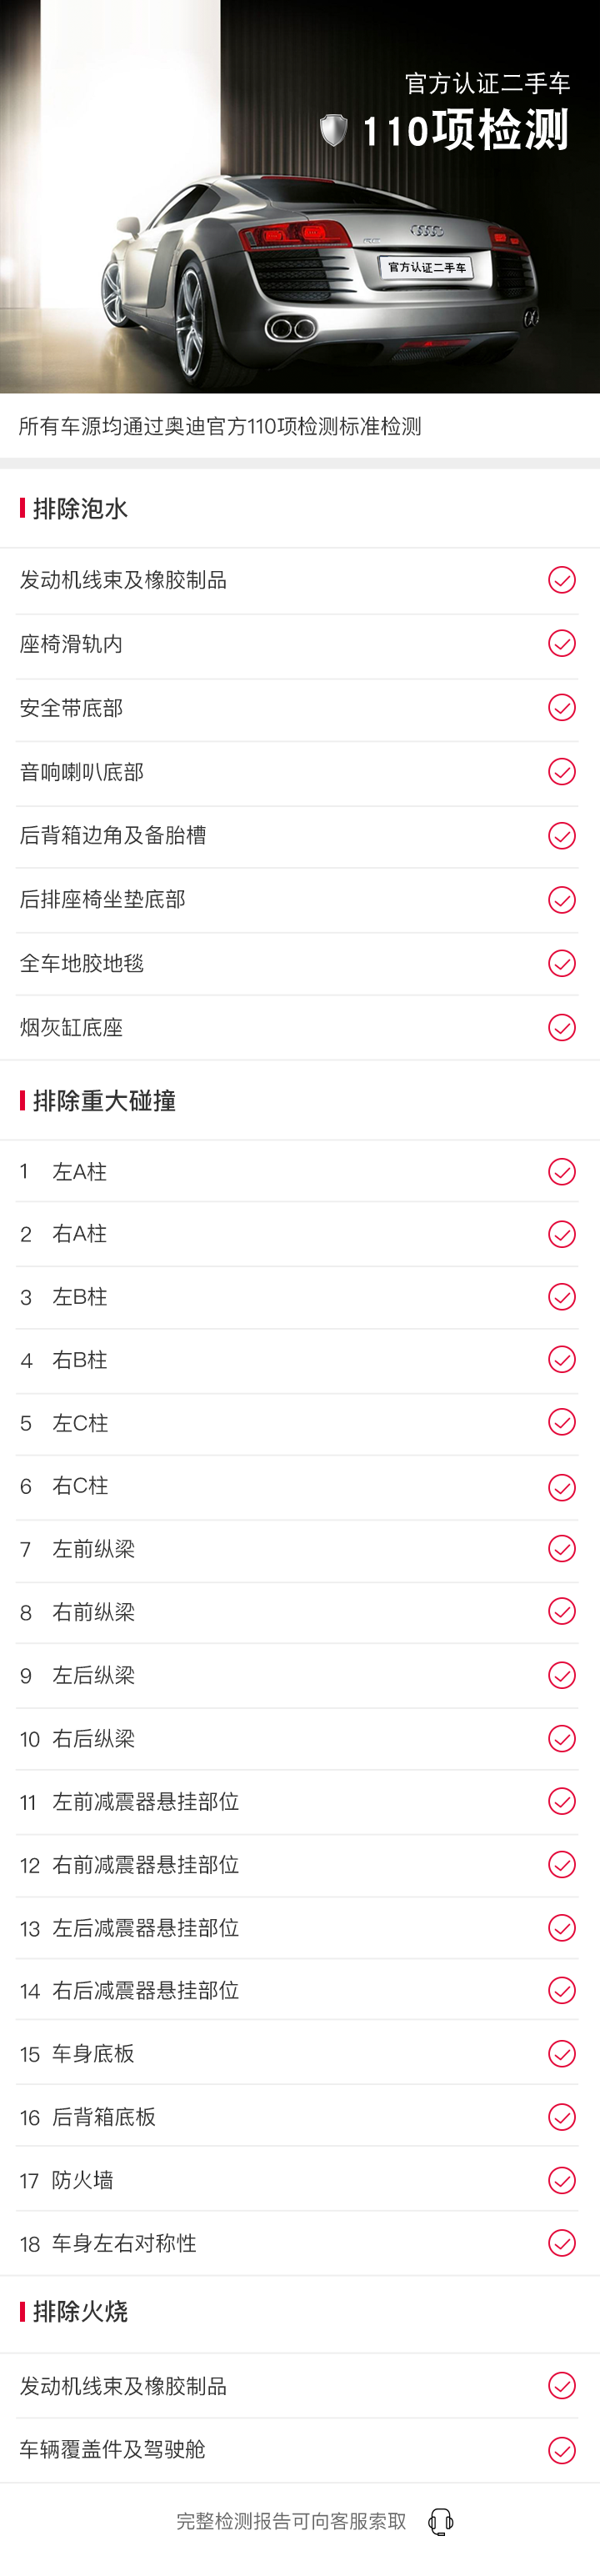 官方认证二手车
110项检测
官方认证二手车
所有车源均通过奥迪官方110项检测标准检测
排除泡水
发动机线束及橡胶制品
座椅滑轨内
安全带底部
音响喇叭底部
后背箱边角及备胎槽
后排座椅坐垫底部
全车地胶地毯
烟灰缸底座
排除重大碰撞
1 左A柱
2 右A柱
3 左B柱
4 右B柱
5 左C柱
6 右C柱
7 左前纵梁
8 右前纵梁
9 左后纵梁
10 右后纵梁
11 左前减震器悬挂部位
12 右前减震器悬挂部位
13 左后减震器悬挂部位
14 右后减震器悬挂部位
15 车身底板
16 后背箱底板
17 防火墙
18 车身左右对称性
排除火烧
发动机线束及橡胶制品
车辆覆盖件及驾驶舱
完整检测报告可向客服索取